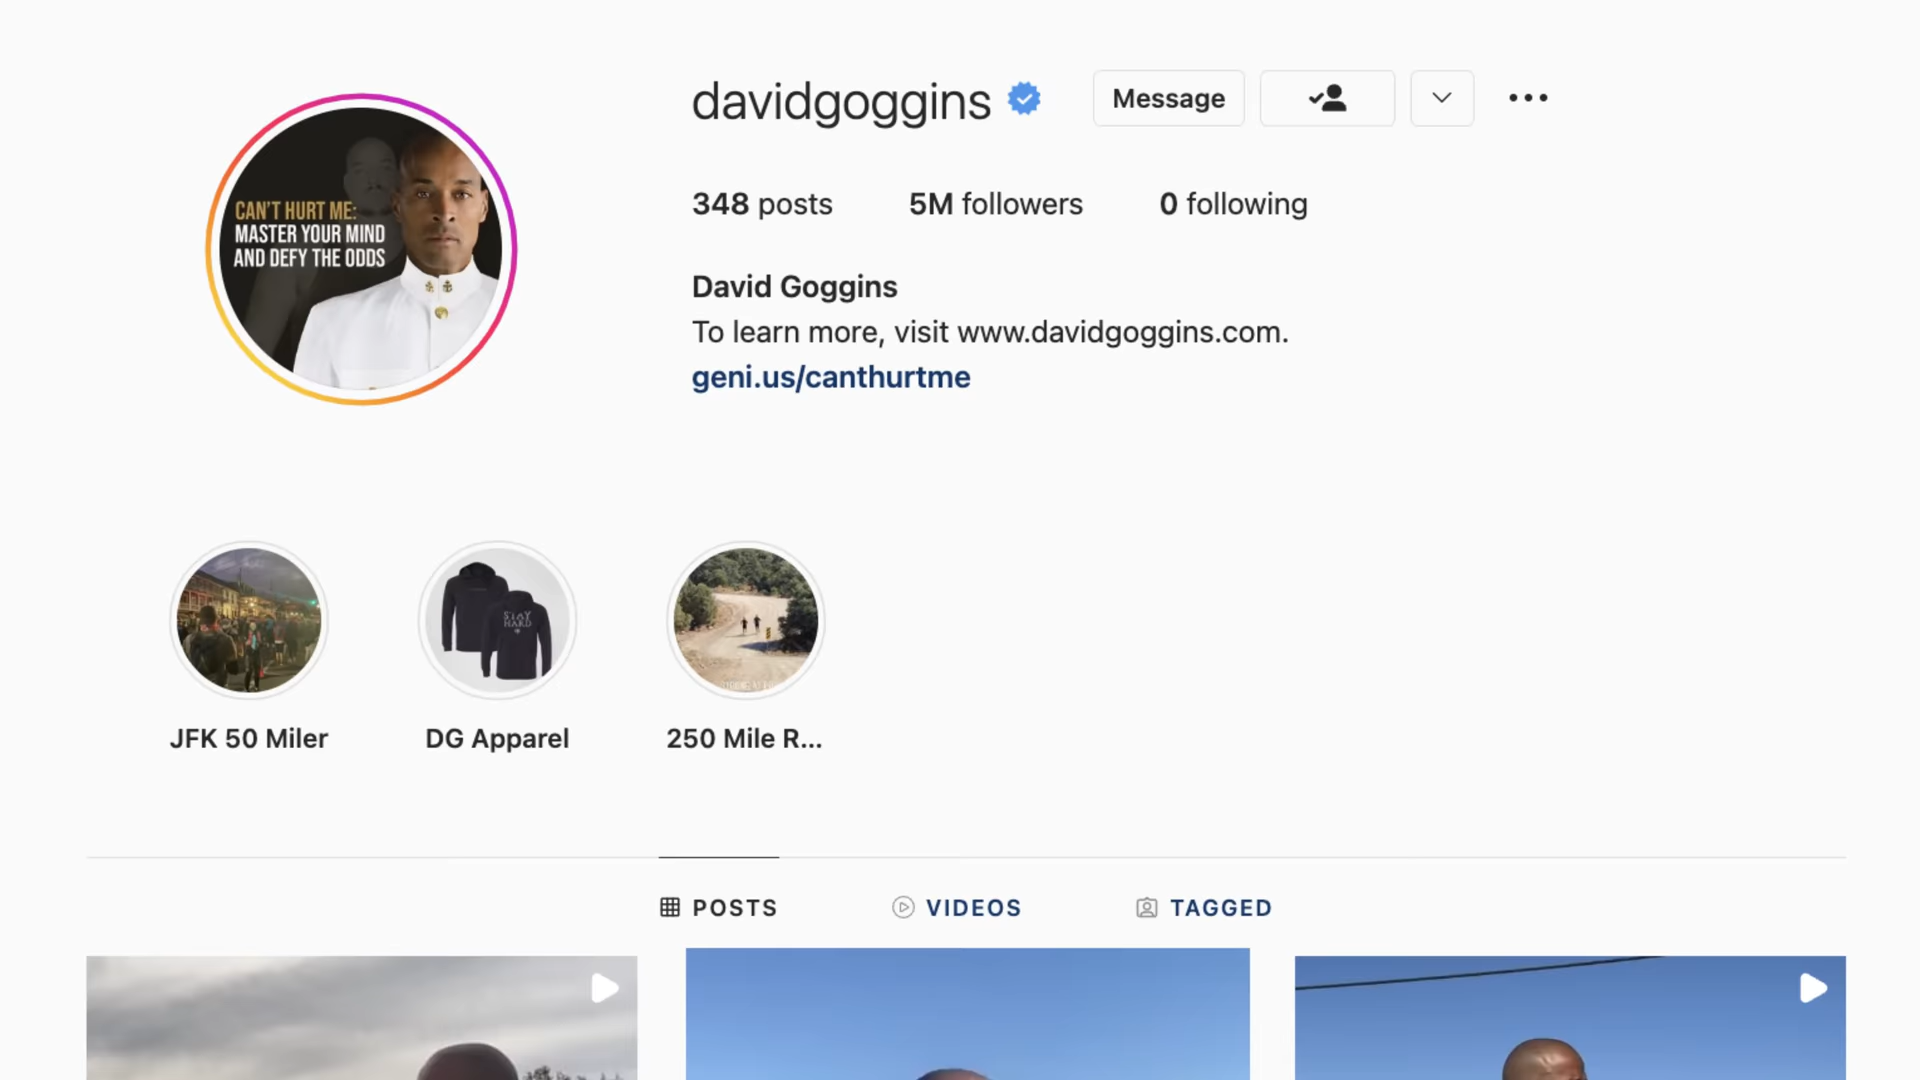 davidgoggins
Message
348 posts
5M followers
0 following
CAN'T HURT ME:
MASTER YOUR MIND
AND DEFY THE ODDS
David Goggins
To learn more, visit www.davidgoggins.com.
geni.us/canthurtme
STAY
HARD
JFK 50 Miler
DG Apparel
250 Mile R...
POSTS
VIDEOS
TAGGED